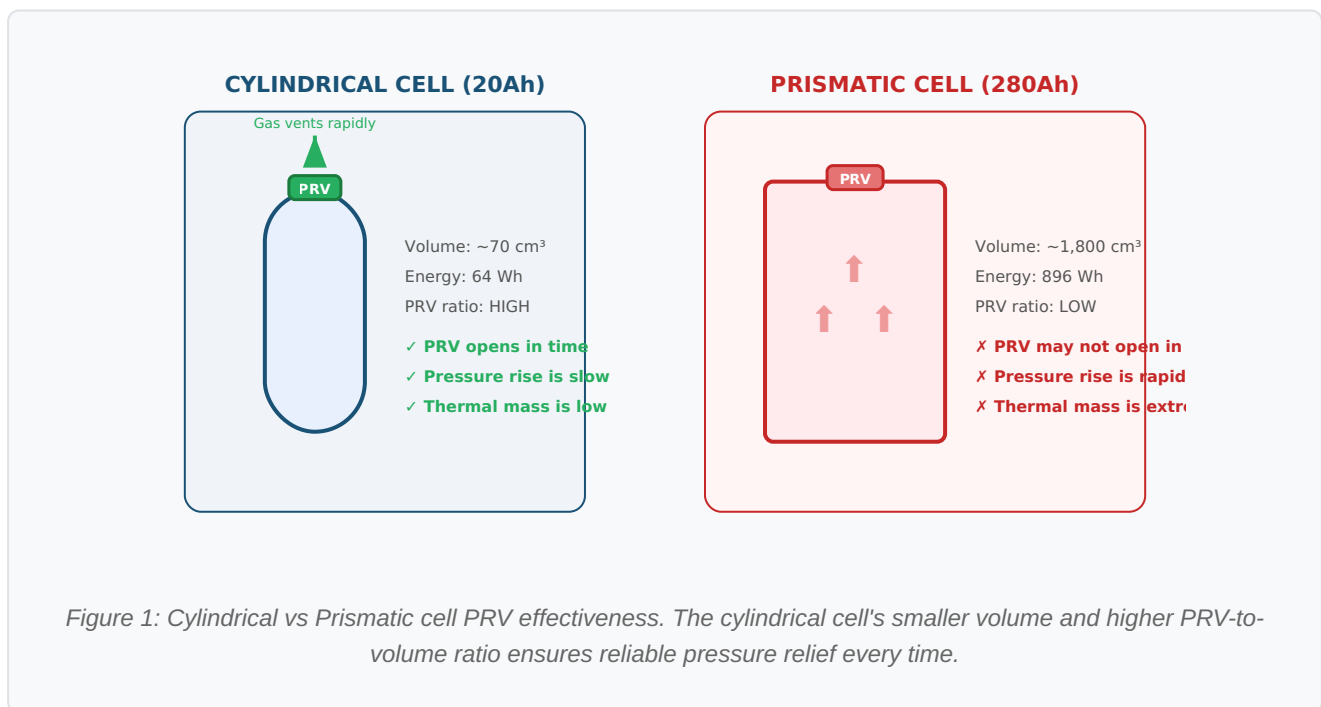 CYLINDRICAL CELL (20Ah)
Gas vents rapidly
PRV
Volume: ~70 cm³
Energy: 64 Wh
PRV ratio: HIGH
✓ PRV opens in time
✓ Pressure rise is slow
✓ Thermal mass is low
PRISMATIC CELL (280Ah)
PRV
Volume: ~1,800 cm³
Energy: 896 Wh
PRV ratio: LOW
✗ PRV may not open in
✗ Pressure rise is rapid
✗ Thermal mass is
Figure 1: Cylindrical vs Prismatic cell PRV effectiveness. The cylindrical cell's smaller volume and higher PRV-to-
volume ratio ensures reliable pressure relief every time.